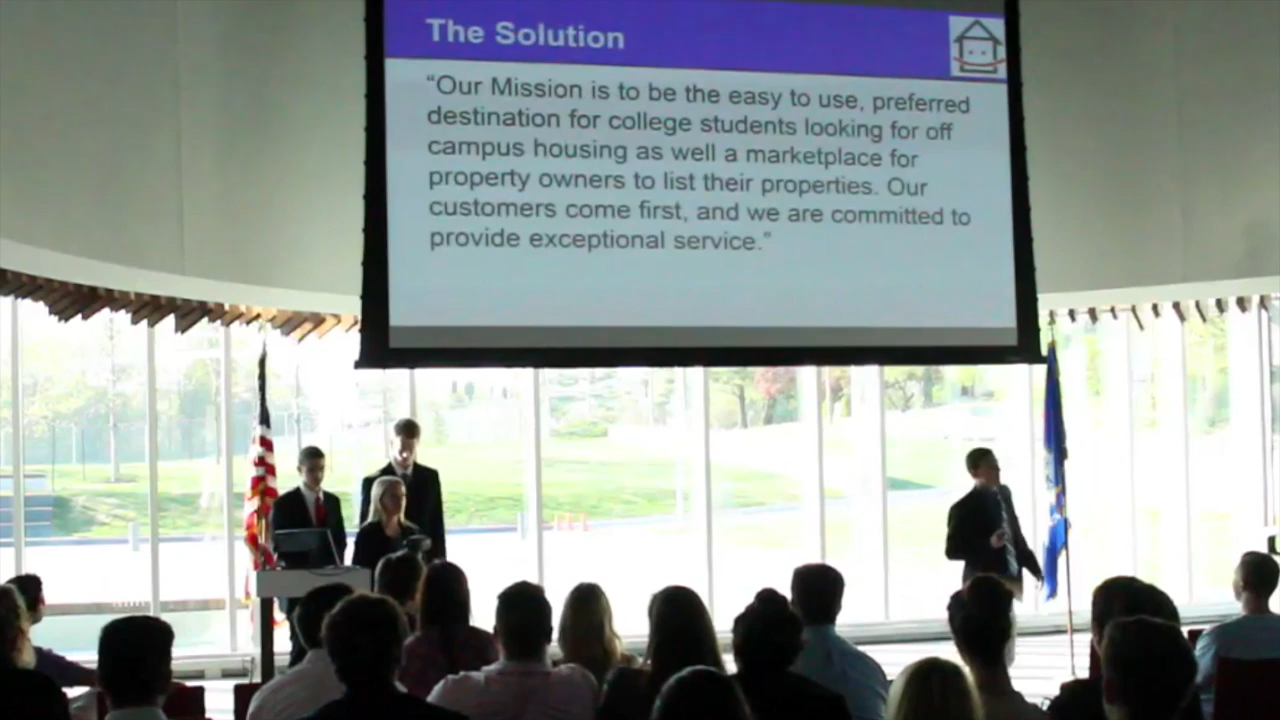 The Solution
“Our Mission is to be the easy to use, preferred
destination for college students looking for off
campus housing as well a marketplace for
property owners to list their properties. Our
customers come first, and we are committed to
provide exceptional service.”